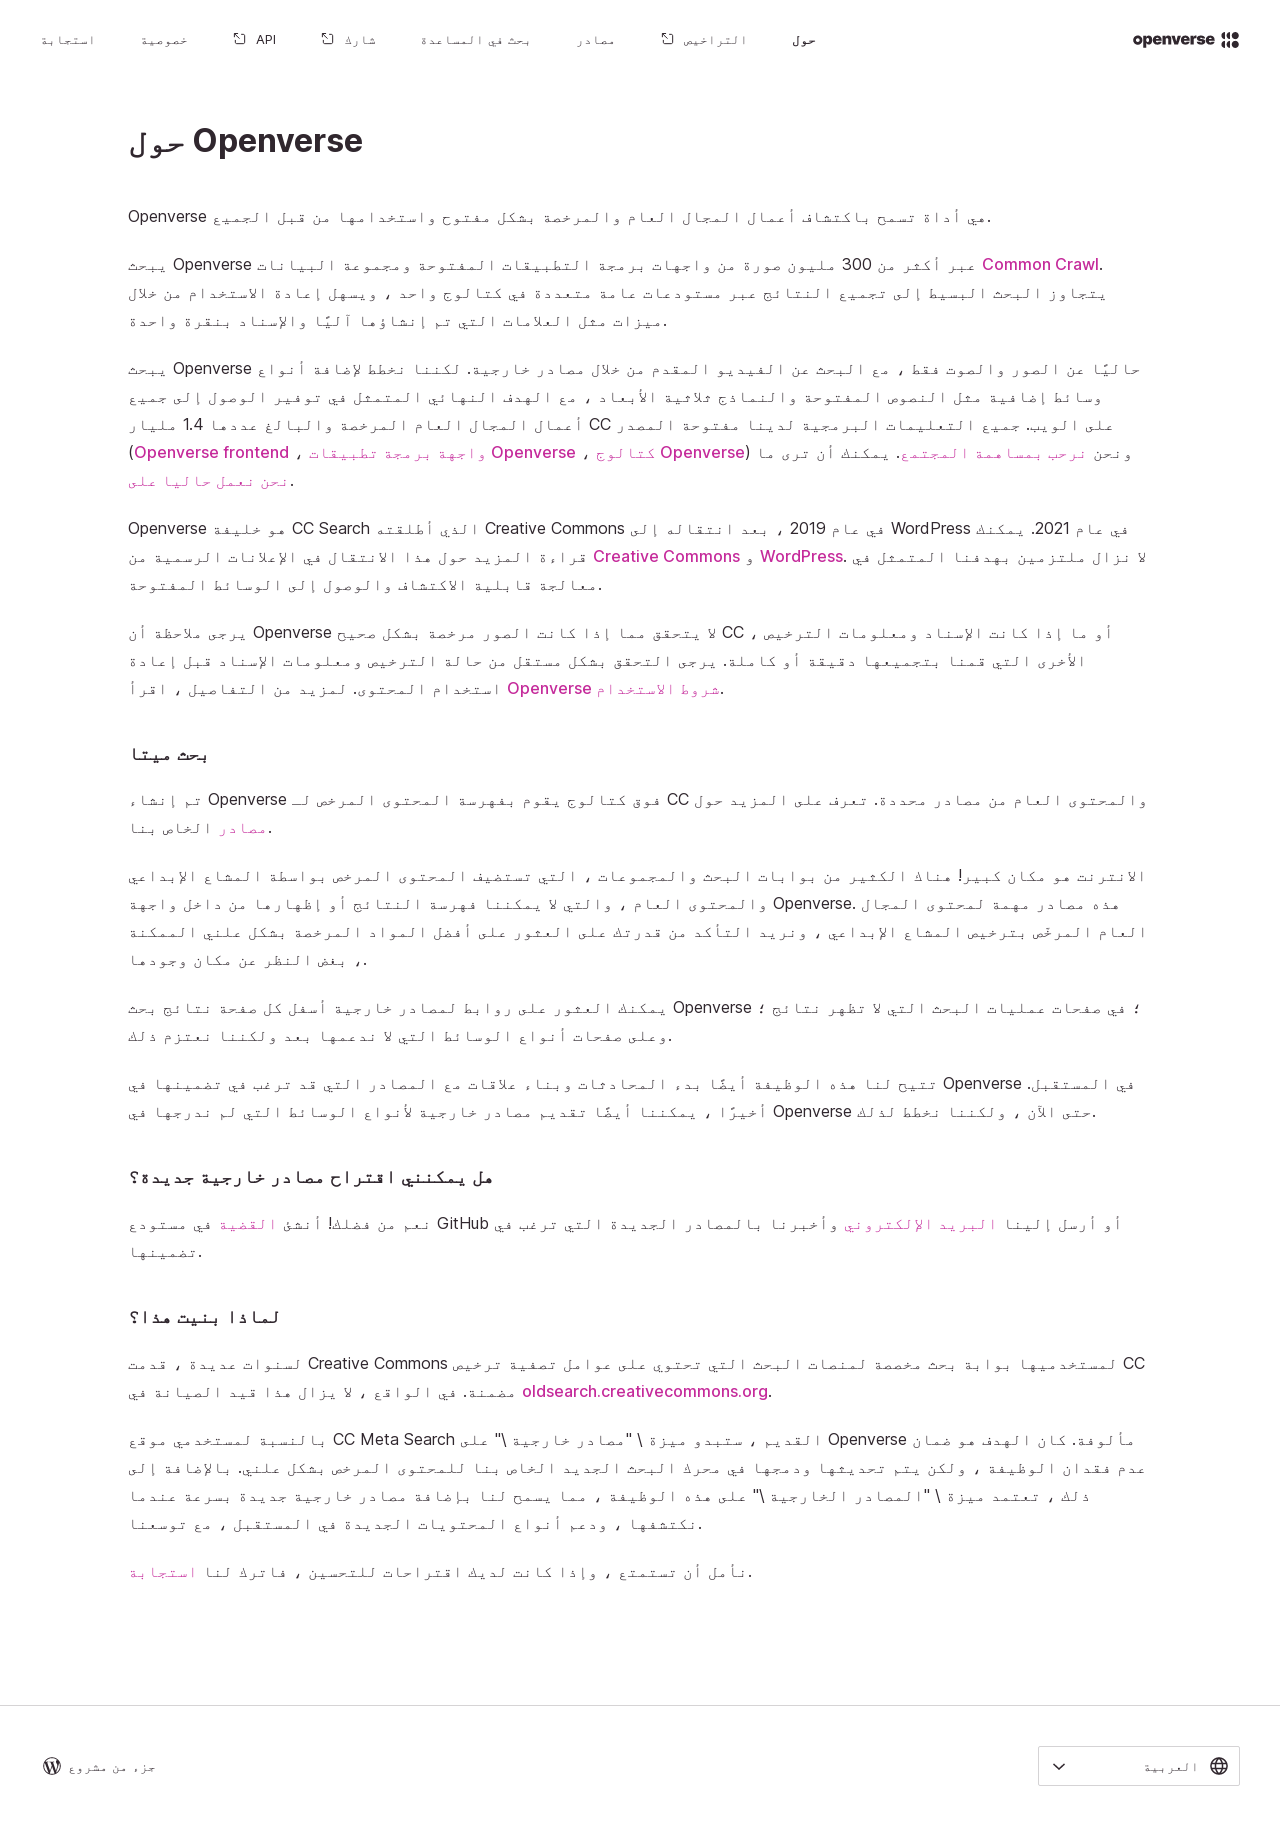 openverse
حول
التراخيص
مصادر
بحث في المساعدة
شارك
API
خصوصية
استجابة
حول Openverse
Openverse هي أداة تسمح باكتشاف أعمال المجال العام والمرخصة بشكل مفتوح واستخدامها من قبل الجميع.
يبحث Openverse عبر أكثر من 300 مليون صورة من واجهات برمجة التطبيقات المفتوحة ومجموعة البيانات Common Crawl.
يتجاوز البحث البسيط إلى تجميع النتائج عبر مستودعات عامة متعددة في كتالوج واحد ، ويسهل إعادة الاستخدام من خلال
ميزات مثل العلامات التي تم إنشاؤها آليًا والإسناد بنقرة واحدة.
يبحث Openverse حاليًا عن الصور والصوت فقط ، مع البحث عن الفيديو المقدم من خلال مصادر خارجية. لكننا نخطط لإضافة أنواع
وسائط إضافية مثل النصوص المفتوحة والنماذج ثلاثية الأبعاد ، مع الهدف النهائي المتمثل في توفير الوصول إلى جميع
أعمال المجال العام المرخصة والبالغ عددها 1.4 مليار CC على الويب. جميع التعليمات البرمجية لدينا مفتوحة المصدر
(Openverse frontend ، واجهة برمجة تطبيقات Openverse ، كتالوج Openverse) ونحن نرحب بمساهمة المجتمع. يمكنك أن ترى ما
نحن نعمل حاليا على.
Openverse هو خليفة CC Search الذي أطلقته Creative Commons في عام 2019 ، بعد انتقاله إلى WordPress في عام 2021. يمكنك
قراءة المزيد حول هذا الانتقال في الإعلانات الرسمية من Creative Commons و WordPress. لا نزال ملتزمين بهدفنا المتمثل في
معالجة قابلية الاكتشاف والوصول إلى الوسائط المفتوحة.
يرجى ملاحظة أن Openverse لا يتحقق مما إذا كانت الصور مرخصة بشكل صحيح CC أو ما إذا كانت الإسناد ومعلومات الترخيص ،
الأخرى التي قمنا بتجميعها دقيقة أو كاملة. يرجى التحقق بشكل مستقل من حالة الترخيص ومعلومات الإسناد قبل إعادة
استخدام المحتوى. لمزيد من التفاصيل ، اقرأ Openverse شروط الاستخدام.
بحث ميتا
تم إنشاء Openverse فوق كتالوج يقوم بفهرسة المحتوى المرخص لـ CC والمحتوى العام من مصادر محددة. تعرف على المزيد حول
الخاص بنا مصادر.
الانترنت هو مكان كبير! هناك الكثير من بوابات البحث والمجموعات ، التي تستضيف المحتوى المرخص بواسطة المشاع الإبداعي
والمحتوى العام ، والتي لا يمكننا فهرسة النتائج أو إظهارها من داخل واجهة Openverse. هذه مصادر مهمة لمحتوى المجال
العام المرخّص بترخيص المشاع الإبداعي ، ونريد التأكد من قدرتك على العثور على أفضل المواد المرخصة بشكل علني الممكنة
، بغض النظر عن مكان وجودها.
يمكنك العثور على روابط لمصادر خارجية أسفل كل صفحة نتائج بحث Openverse ؛ في صفحات عمليات البحث التي لا تظهر نتائج ؛
وعلى صفحات أنواع الوسائط التي لا ندعمها بعد ولكننا نعتزم ذلك.
تتيح لنا هذه الوظيفة أيضًا بدء المحادثات وبناء علاقات مع المصادر التي قد ترغب في تضمينها في Openverse في المستقبل.
أخيرًا ، يمكننا أيضًا تقديم مصادر خارجية لأنواع الوسائط التي لم ندرجها في Openverse حتى الآن ، ولكننا نخطط لذلك.
هل يمكنني اقتراح مصادر خارجية جديدة؟
نعم من فضلك! أنشئ القضية في مستودع GitHub أو أرسل إلينا البريد الإلكتروني وأخبرنا بالمصادر الجديدة التي ترغب في
تضمينها.
لماذا بنيت هذا؟
لسنوات عديدة ، قدمت Creative Commons لمستخدميها بوابة بحث مخصصة لمنصات البحث التي تحتوي على عوامل تصفية ترخيص CC
مضمنة. في الواقع ، لا يزال هذا قيد الصيانة في oldsearch.creativecommons.org.
بالنسبة لمستخدمي موقع CC Meta Search القديم ، ستبدو ميزة \ "مصادر خارجية \" على Openverse مألوفة. كان الهدف هو ضمان
عدم فقدان الوظيفة ، ولكن يتم تحديثها ودمجها في محرك البحث الجديد الخاص بنا للمحتوى المرخص بشكل علني. بالإضافة إلى
ذلك ، تعتمد ميزة \ "المصادر الخارجية \" على هذه الوظيفة ، مما يسمح لنا بإضافة مصادر خارجية جديدة بسرعة عندما
نكتشفها ، ودعم أنواع المحتويات الجديدة في المستقبل ، مع توسعنا.
نأمل أن تستمتع ، وإذا كانت لديك اقتراحات للتحسين ، فاترك لنا استجابة.
العربية
جزء من مشروع